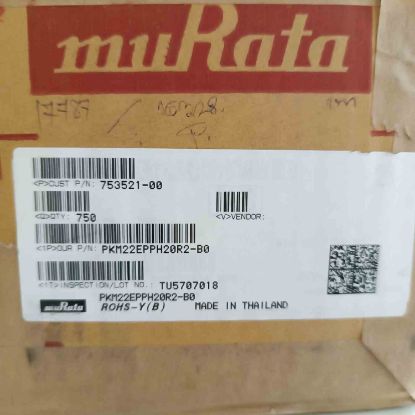 muRata
<P>CUST P/N: 753521-00
<Q>QTY: 750
<V>VENDOR:
<1P>OUR P/N: PKM22EPPH20R2-B0
<1T>INSPECTION/LOT NO.: TU5707018
PKM22EPPH20R2-B0
muRata ROHS-Y(B) MADE IN THAILAND